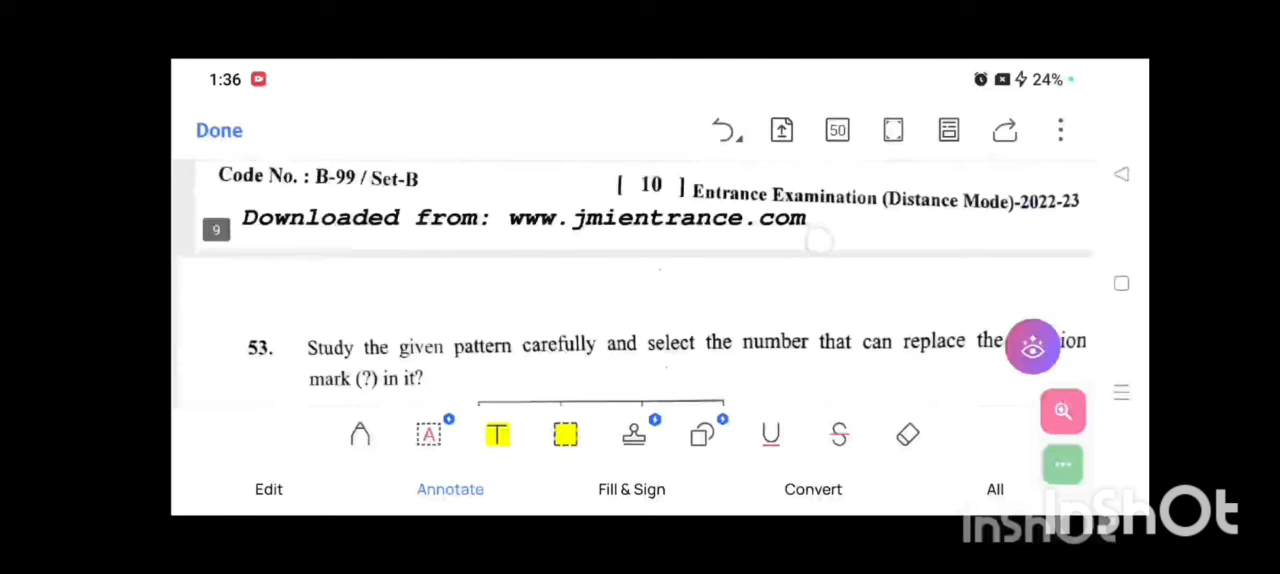 1:36 24%
Done 50
Code No. : B-99 / Set-B [ 10 ] Entrance Examination (Distance Mode)-2022-23
Downloaded from: www.jmientrance.com
9
53. Study the given pattern carefully and select the number that can replace the ion
mark (?) in it?
A T U S
Edit Annotate Fill & Sign Convert All
InShOt
InShOt